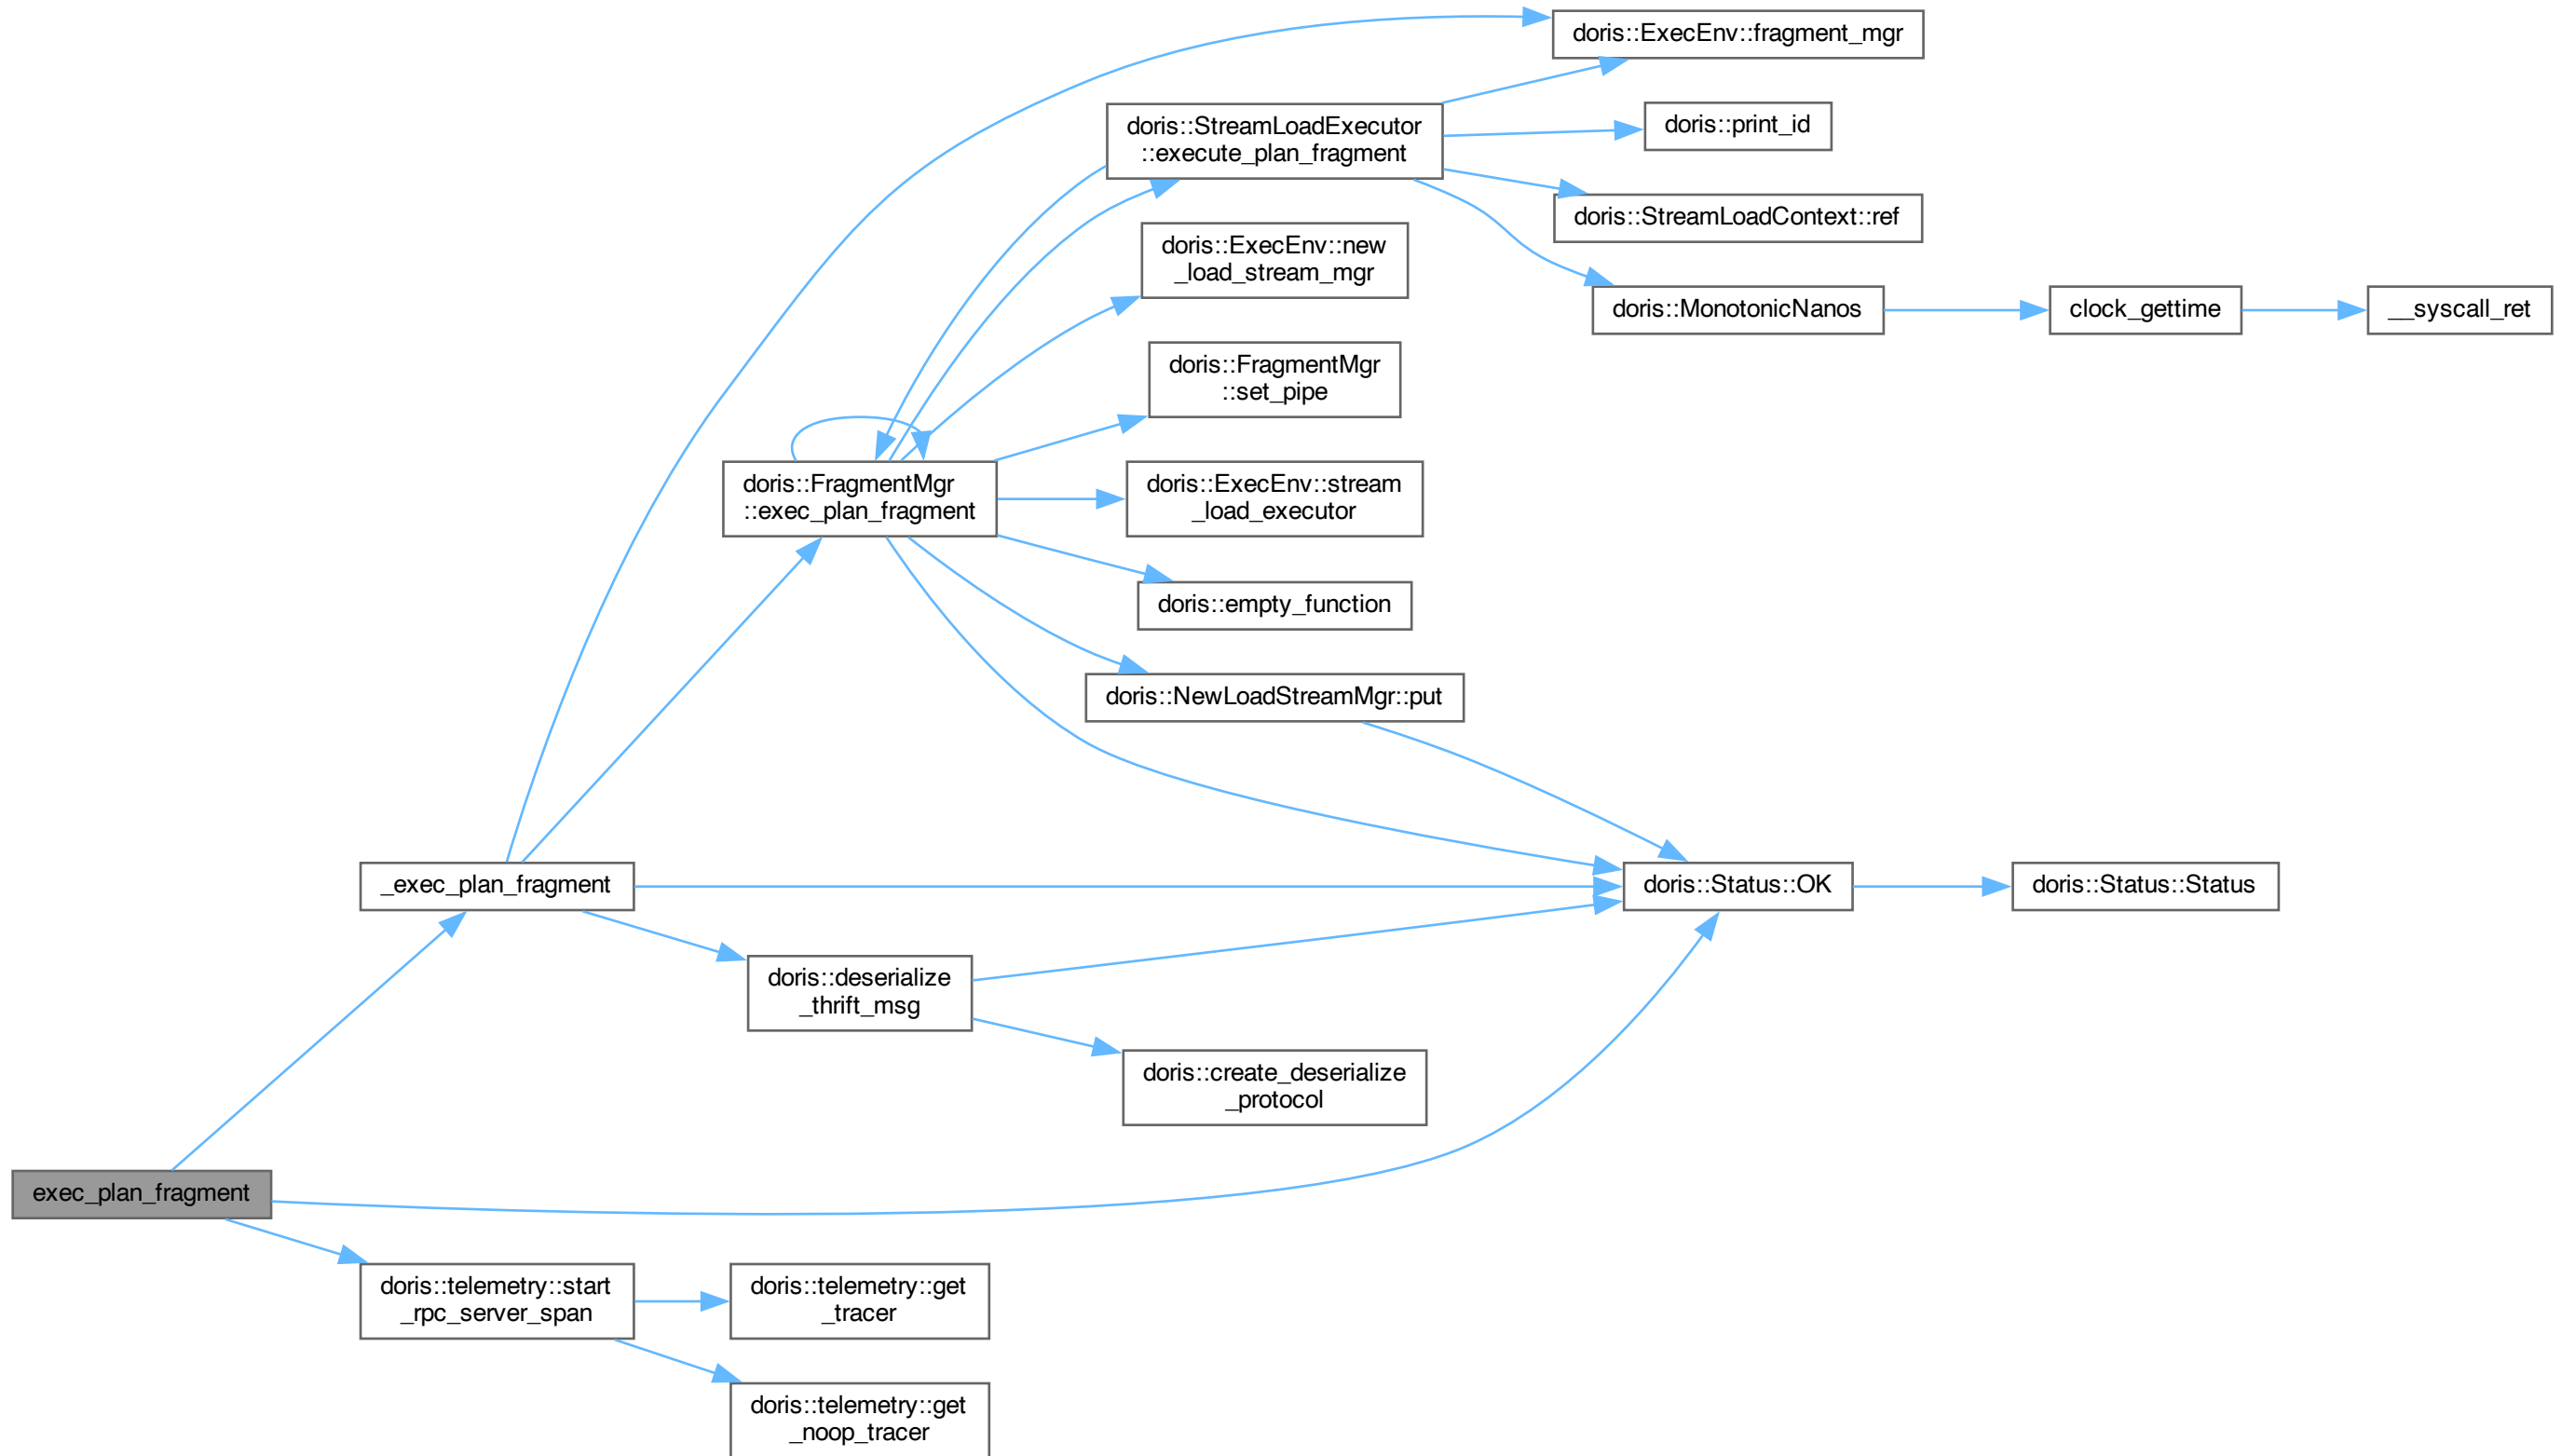 doris::ExecEnv::fragment_mgr
doris::StreamLoadExecutor
::execute_plan_fragment
doris::print_id
doris::StreamLoadContext::ref
doris::ExecEnv::new
_load_stream_mgr
doris::MonotonicNanos
clock_gettime
__syscall_ret
doris::FragmentMgr
::set_pipe
doris::FragmentMgr
::exec_plan_fragment
doris::ExecEnv::stream
_load_executor
doris::empty_function
doris::NewLoadStreamMgr::put
_exec_plan_fragment
doris::Status::OK
doris::Status::Status
doris::deserialize
_thrift_msg
doris::create_deserialize
_protocol
exec_plan_fragment
doris::telemetry::start
_rpc_server_span
doris::telemetry::get
_tracer
doris::telemetry::get
_noop_tracer